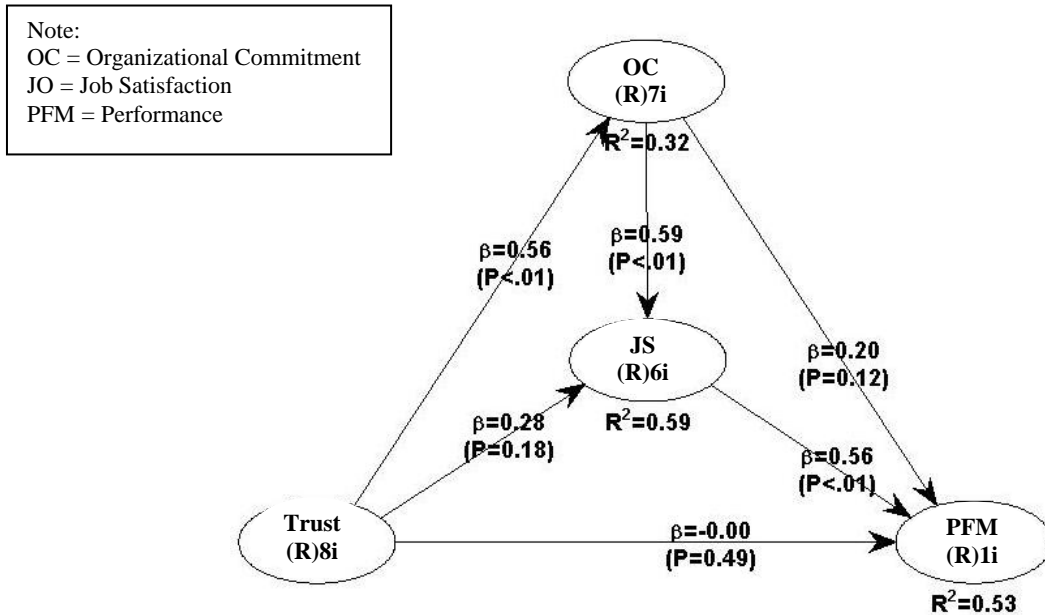 Note:
OC = Organizational Commitment
JO = Job Satisfaction
PFM = Performance
OC
(R)7i
R²=0.32
β=0.56
(P<.01)
β=0.59
(P<.01)
JS
(R)6i
R²=0.59
β=0.20
(P=0.12)
β=0.28
(P=0.18)
β=0.56
(P<.01)
Trust
(R)8i
β=-0.00
(P=0.49)
PFM
(R)1i
R²=0.53